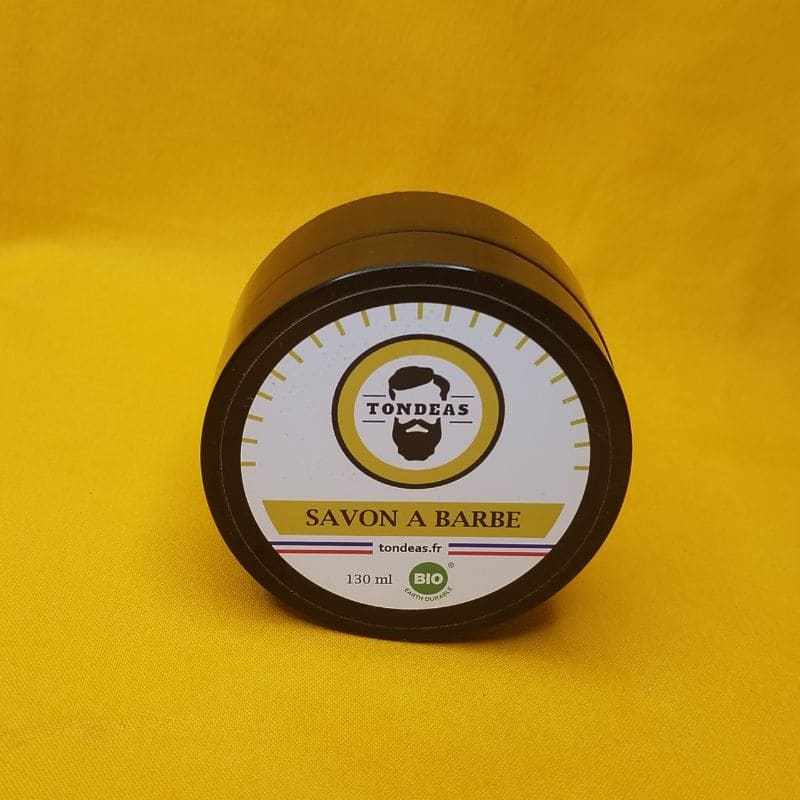 TONDEAS
SAVON A BARBE
tondeas.fr
130 ml
BIO ®
EARTH DURABLE